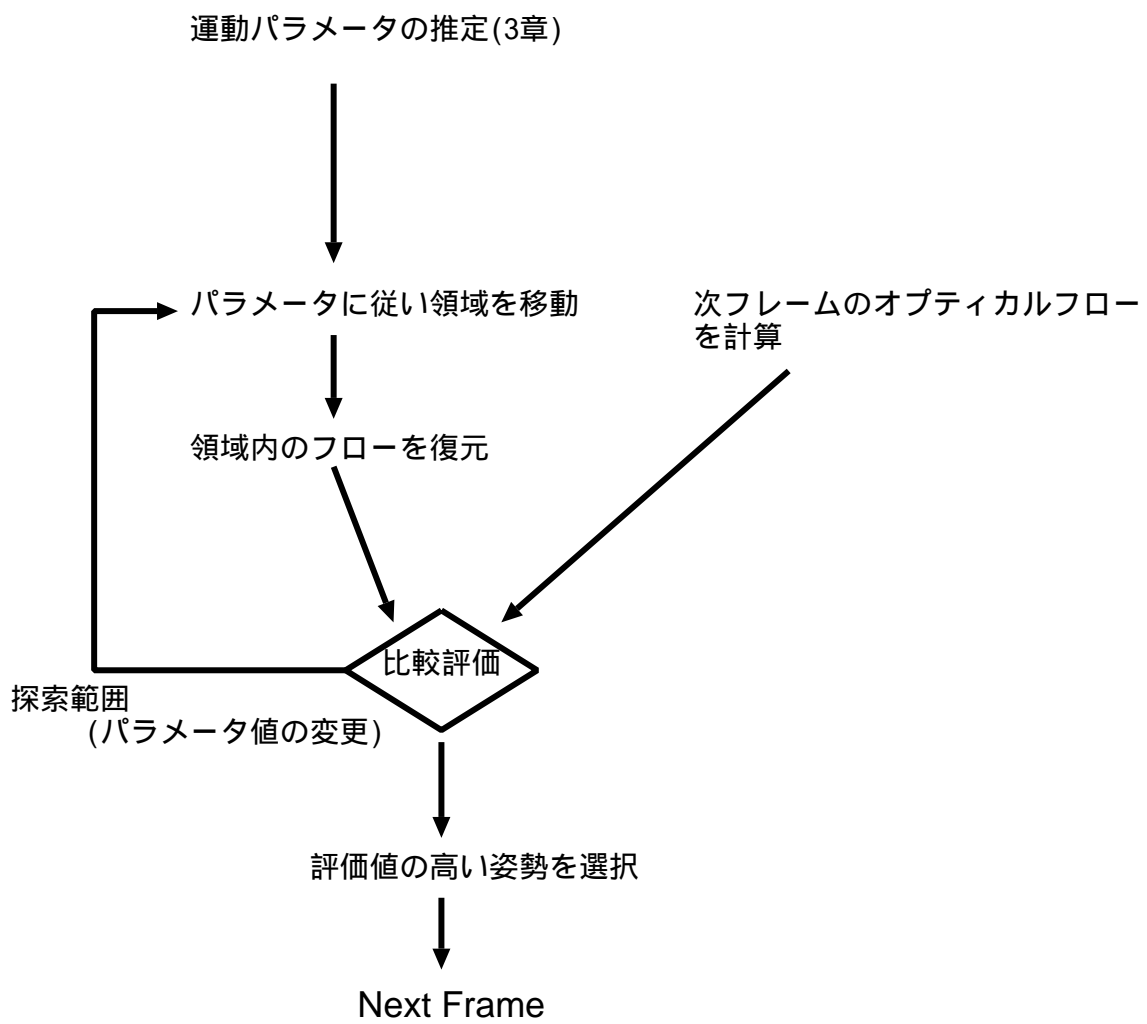 運動パラメータの推定(3章)
パラメータに従い領域を移動
次フレームのオプティカルフロー
を計算
領域内のフローを復元
比較評価
探索範囲
(パラメータ値の変更)
評価値の高い姿勢を選択
Next Frame